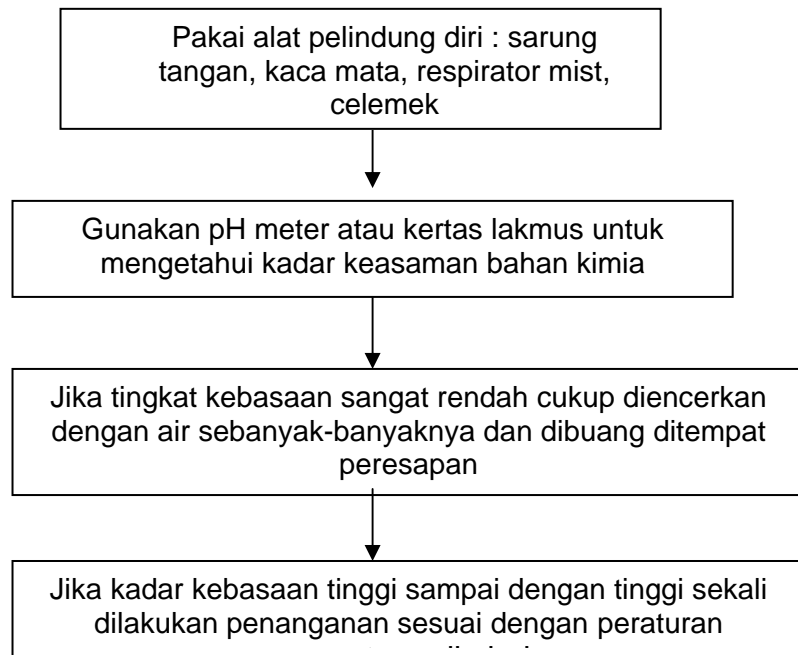 Pakai alat pelindung diri : sarung
tangan, kaca mata, respirator mist,
celemek
Gunakan pH meter atau kertas lakmus untuk
mengetahui kadar keasaman bahan kimia
Jika tingkat kebasaan sangat rendah cukup diencerkan
dengan air sebanyak-banyaknya dan dibuang ditempat
peresapan
Jika kadar kebasaan tinggi sampai dengan tinggi sekali
dilakukan penanganan sesuai dengan peraturan